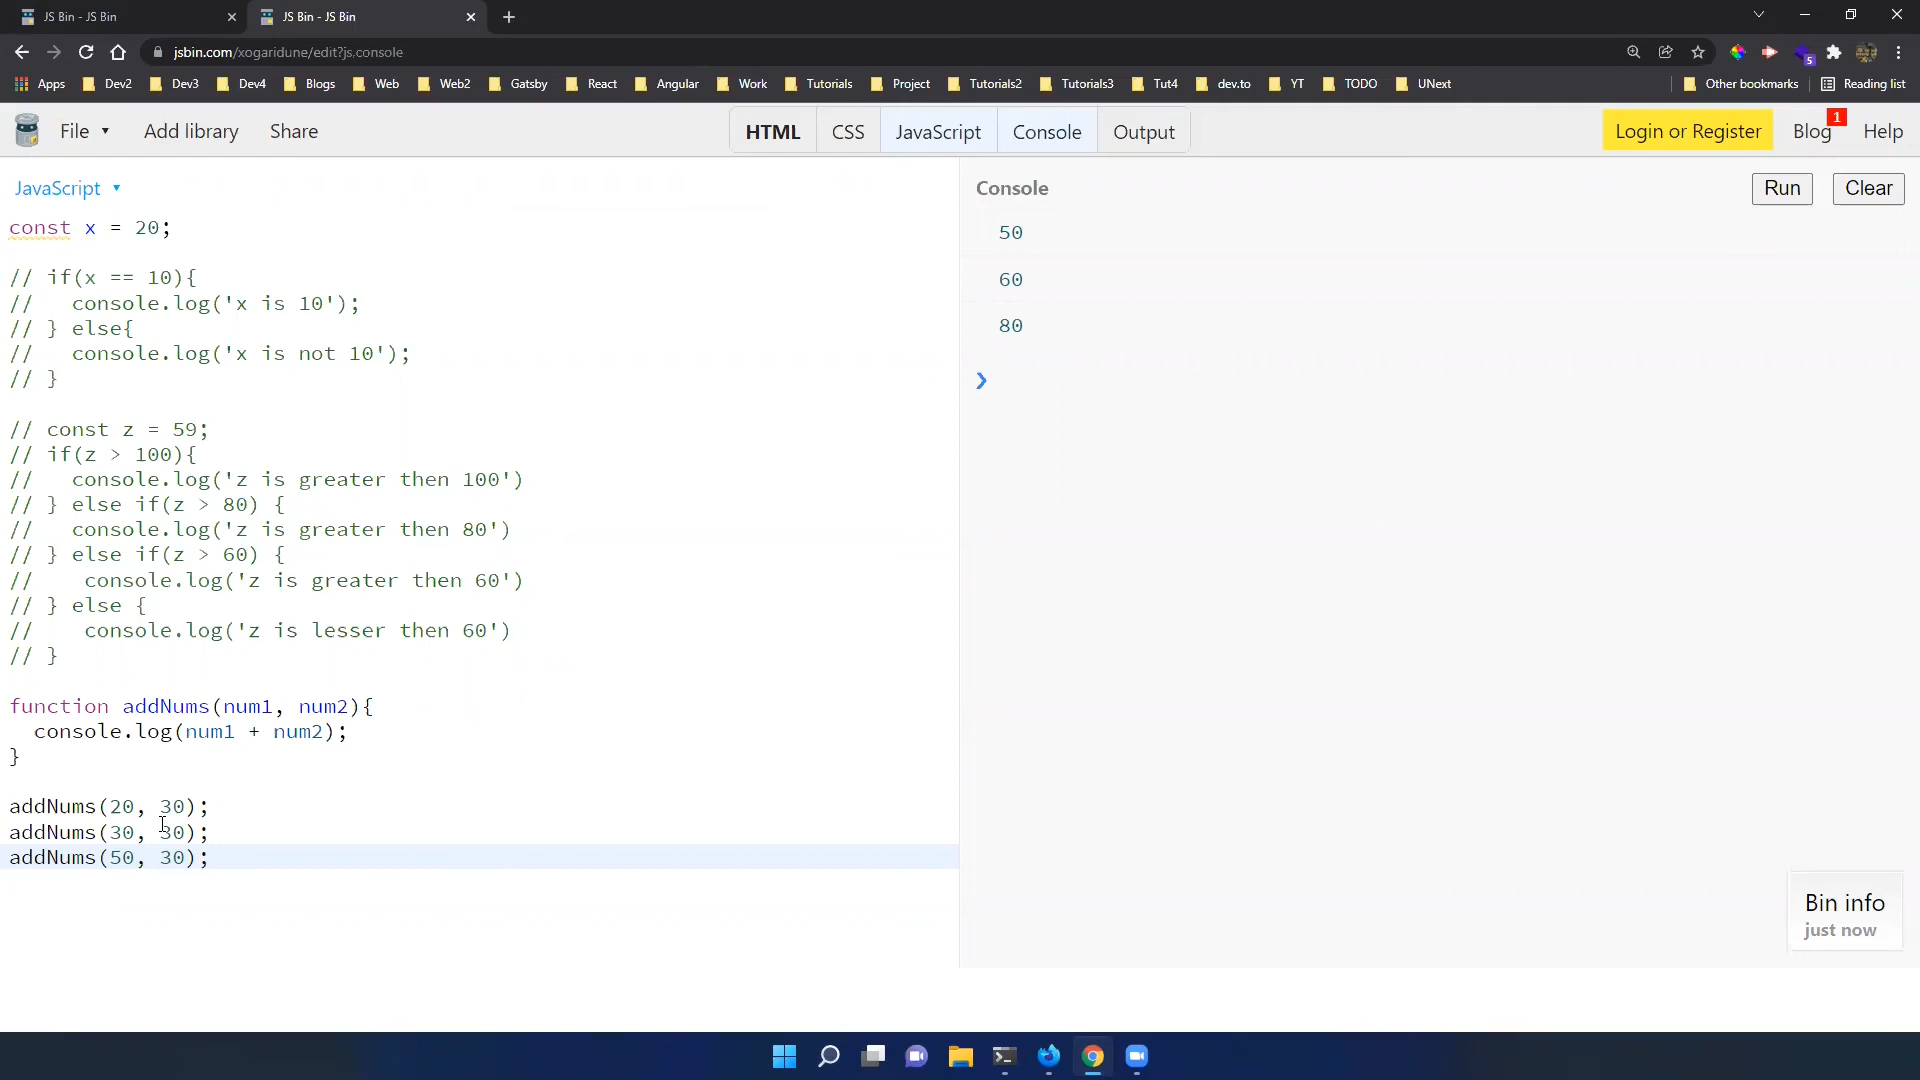 JS Bin - JS Bin
JS Bin - JS Bin
jsbin.com/xogaridune/edit?js,console
Apps Dev2 Dev3 Dev4 Blogs Web Web2 Gatsby React Angular Work Tutorials Project Tutorials2 Tutorials3 Tut4 dev.to YT TODO UNext Other bookmarks Reading list
5
File Add library Share HTML CSS JavaScript Console Output Login or Register Blog 1 Help
JavaScript
const x = 20;
// if(x == 10){
//   console.log('x is 10');
// } else{
//   console.log('x is not 10');
// }
// const z = 59;
// if(z > 100){
//   console.log('z is greater then 100')
// } else if(z > 80) {
//   console.log('z is greater then 80')
// } else if(z > 60) {
//    console.log('z is greater then 60')
// } else {
//    console.log('z is lesser then 60')
// }
function addNums(num1, num2){
  console.log(num1 + num2);
}
addNums(20, 30);
addNums(30, 30);
addNums(50, 30);
Console Run Clear
50
60
80
Bin info
just now